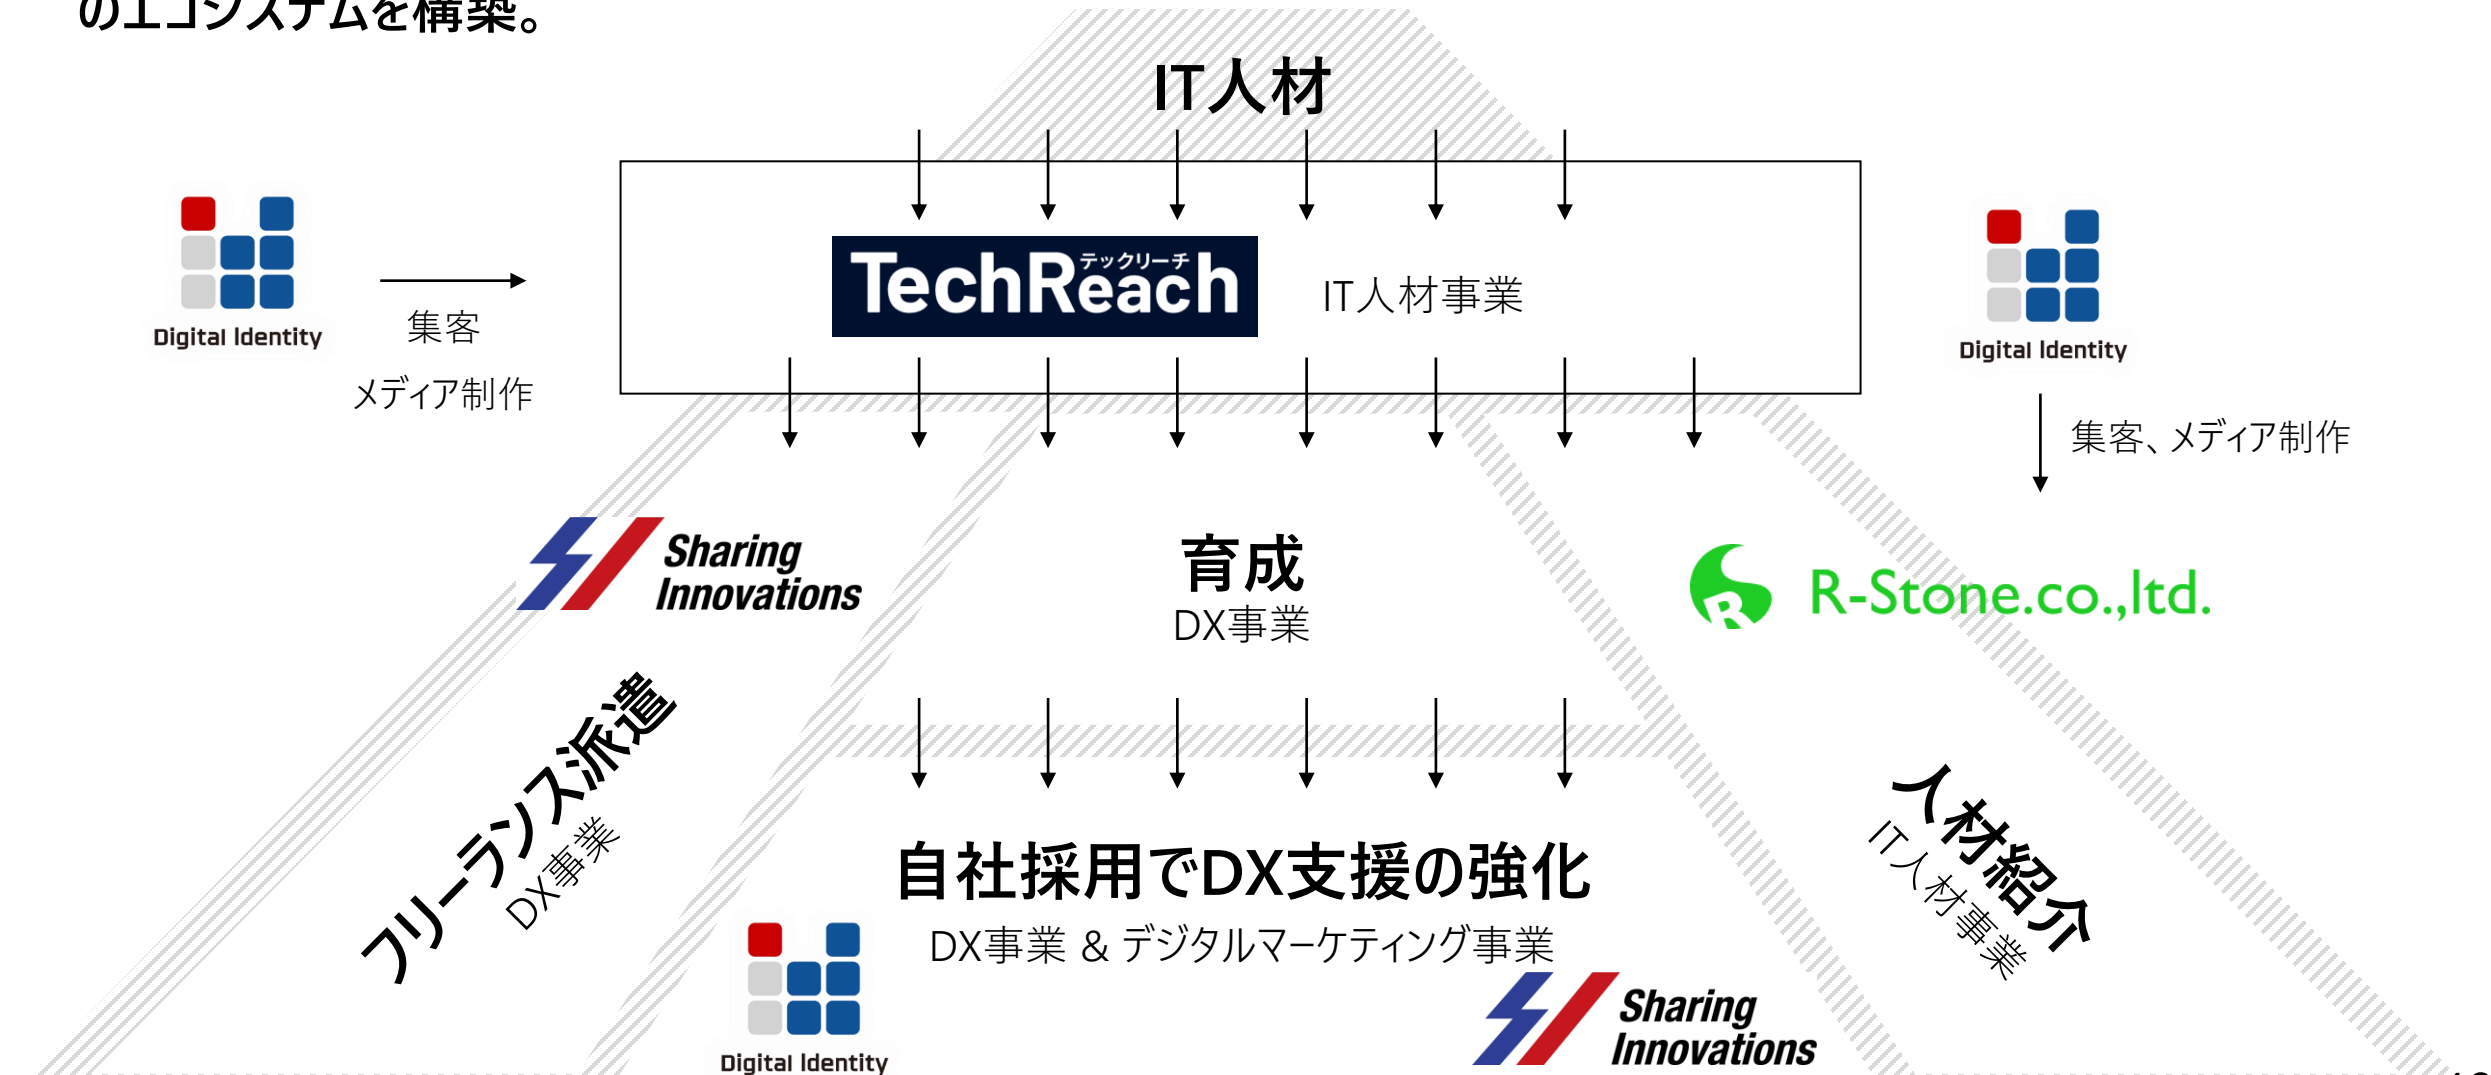 のエコシステムを構築。
IT人材
TechReach
テックリーチ
IT人材事業
Digital Identity
集客
メディア制作
Digital Identity
集客、メディア制作
Sharing
Innovations
育成
DX事業
R-Stone.co.,ltd.
フリーランス派遣
DX事業
人材紹介
IT人材事業
自社採用でDX支援の強化
DX事業 & デジタルマーケティング事業
Digital Identity
Sharing
Innovations